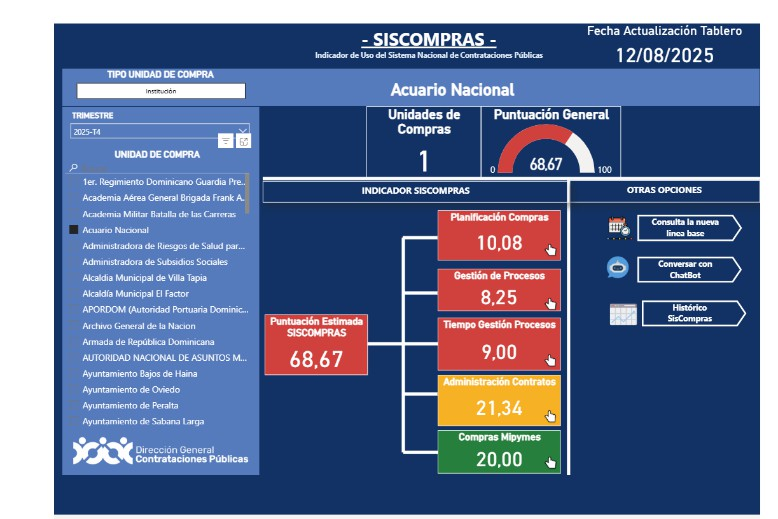 - SISCOMPRAS -
Indicador de Uso del Sistema Nacional de Contrataciones Públicas
Fecha Actualización Tablero
12/08/2025
TIPO UNIDAD DE COMPRA
Institución
Acuario Nacional
TRIMESTRE
2025-T4
UNIDAD DE COMPRA
1er. Regimiento Dominicano Guardia Pre...
Academia Aérea General Brigada Frank A...
Academia Militar Batalla de las Carreras
Acuario Nacional
Administradora de Riesgos de Salud par...
Administradora de Subsidios Sociales
Alcaldia Municipal de Villa Tapia
Alcaldía Municipal El Factor
APORDOM (Autoridad Portuaria Dominic...
Archivo General de la Nacion
Armada de República Dominicana
AUTORIDAD NACIONAL DE ASUNTOS M...
Ayuntamiento Bajos de Haina
Ayuntamiento de Oviedo
Ayuntamiento de Peralta
Ayuntamiento de Sabana Larga
Dirección General
Contrataciones Públicas
Unidades de
Compras
1
Puntuación General
0
68,67
100
INDICADOR SISCOMPRAS
Puntuación Estimada
SISCOMPRAS
68,67
Planificación Compras
10,08
Gestión de Procesos
8,25
Tiempo Gestión Procesos
9,00
Administración Contratos
21,34
Compras Mipymes
20,00
OTRAS OPCIONES
Consulta la nueva
linea base
Conversar con
ChatBot
Histórico
SisCompras